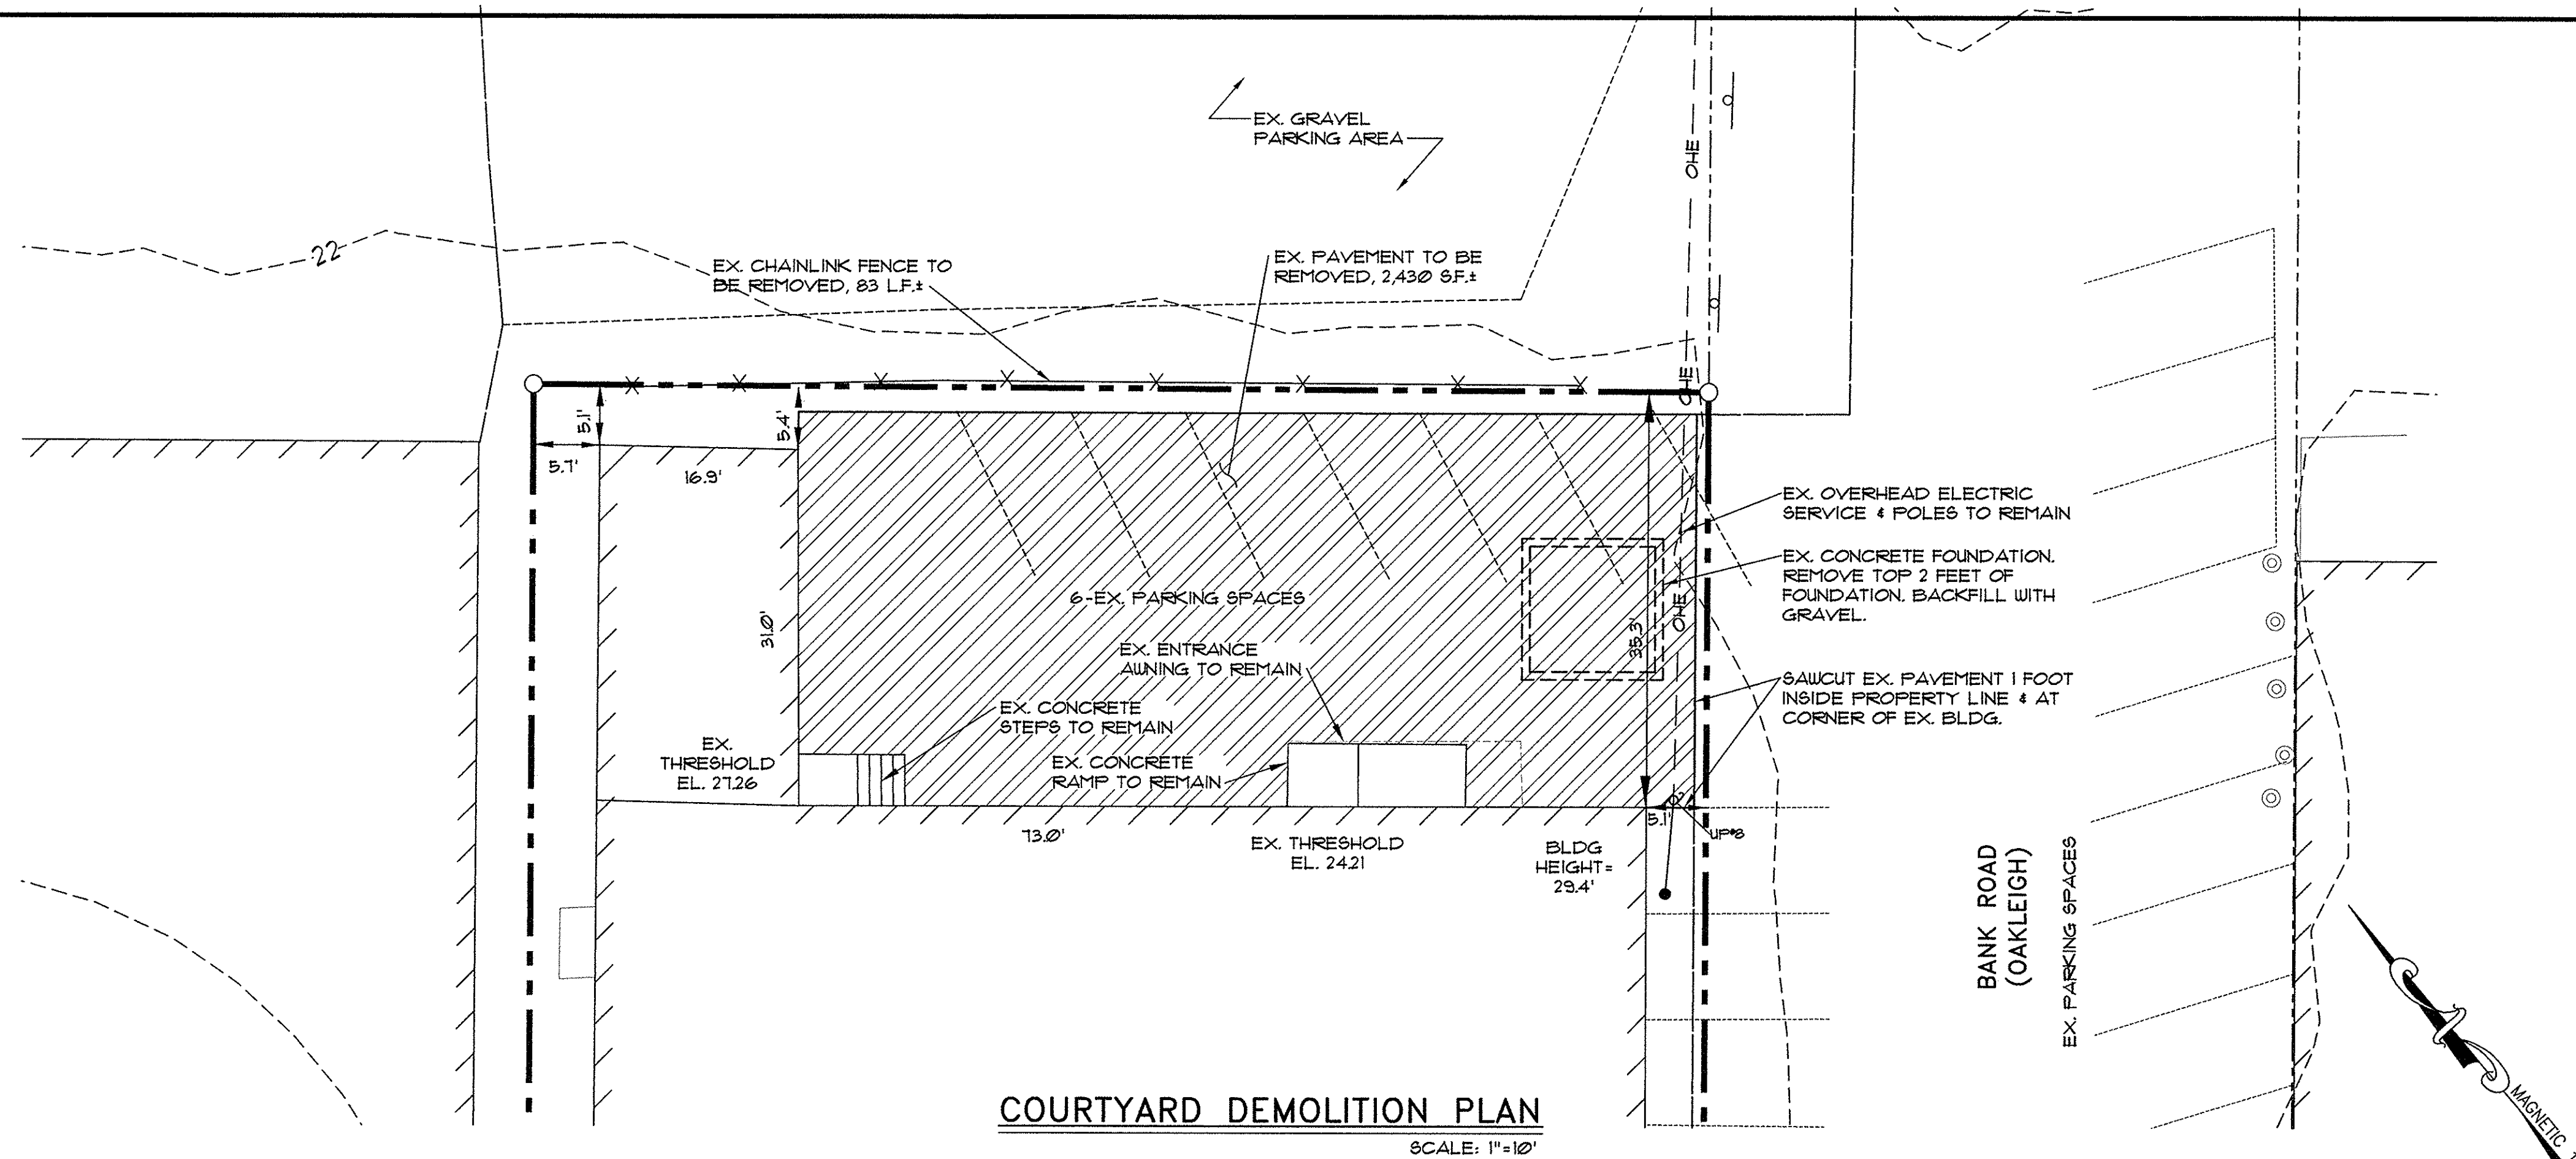 EX. GRAVEL
PARKING AREA
OHE
22
EX. CHAINLINK FENCE TO
BE REMOVED, 83 L.F.±
EX. PAVEMENT TO BE
REMOVED, 2,430 S.F.±
OHE
5.1'
5.4'
5.7'
16.9'
EX. OVERHEAD ELECTRIC
SERVICE & POLES TO REMAIN
EX. CONCRETE FOUNDATION.
REMOVE TOP 2 FEET OF
FOUNDATION. BACKFILL WITH
GRAVEL.
6-EX. PARKING SPACES
OHE
31.0'
35.3'
EX. ENTRANCE
AWNING TO REMAIN
SAWCUT EX. PAVEMENT 1 FOOT
INSIDE PROPERTY LINE & AT
CORNER OF EX. BLDG.
EX. CONCRETE
STEPS TO REMAIN
EX.
THRESHOLD
EL. 27.26
EX. CONCRETE
RAMP TO REMAIN
73.0'
EX. THRESHOLD
EL. 24.21
BLDG
HEIGHT=
29.4'
5.1'
UP#8
BANK ROAD
(OAKLEIGH)
EX. PARKING SPACES
MAGNETIC
COURTYARD DEMOLITION PLAN
SCALE: 1"=10'